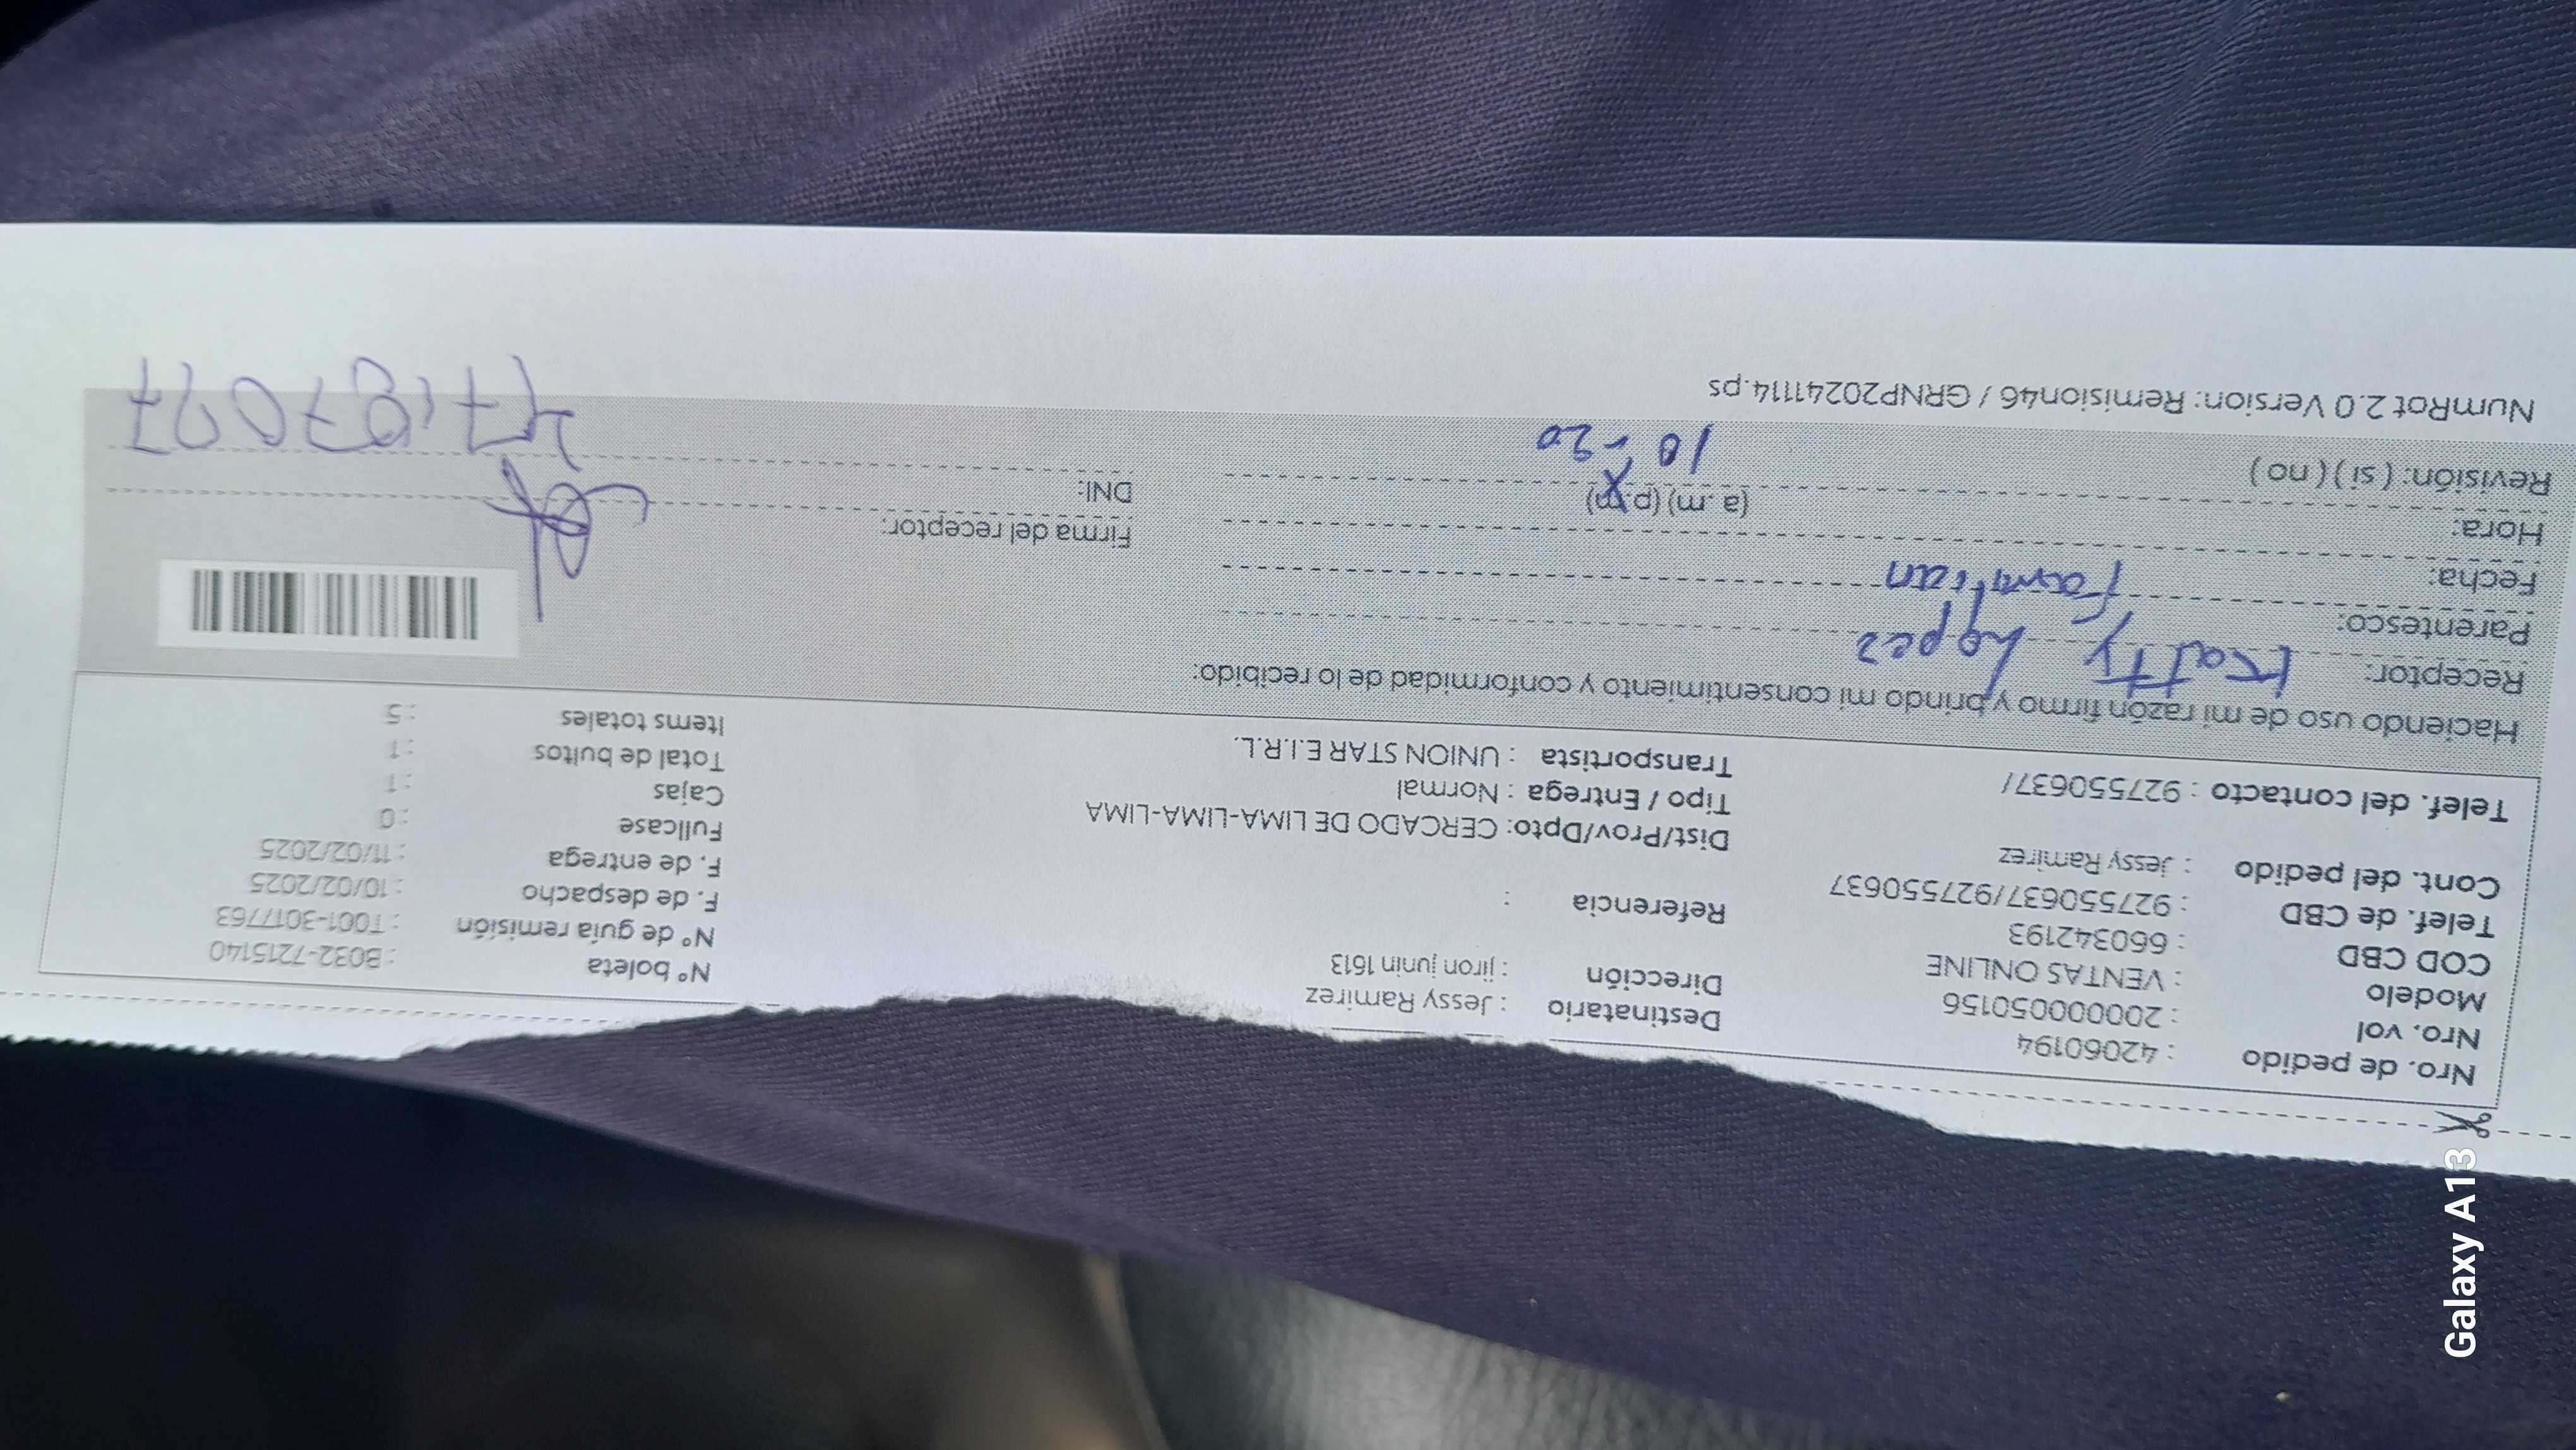 Nro. de pedido : 42060194
Nro. vol : 200000050156
Modelo : VENTAS ONLINE
COD CBD : 660342193
Telef. de CBD : 927550637/927550637
Cont. del pedido : Jessy Ramirez
Telef. del contacto : 927550637/
Destinatario : Jessy Ramirez
Dirección : jiron junin 1613
Referencia :
Dist/Prov/Dpto: CERCADO DE LIMA-LIMA-LIMA
Tipo / Entrega : Normal
Transportista : UNION STAR E.I.R.L.
N° boleta : B032-7215140
N° de guía remisión : T001-3017763
F. de despacho : 10/02/2025
F. de entrega : 11/02/2025
Fullcase : 0
Cajas : 1
Total de bultos : 1
Items totales : 5
Haciendo uso de mi razón firmo y brindo mi consentimiento y conformidad de lo recibido:
Receptor: Katty Lopez
Parentesco: familiar
Fecha:
Hora: (a. m) (p. m)
Revisión: ( si ) ( no ) 10-20
Firma del receptor:
DNI:
NumRot 2.0 Version: Remision46 / GRNP20241114.ps
Galaxy A13